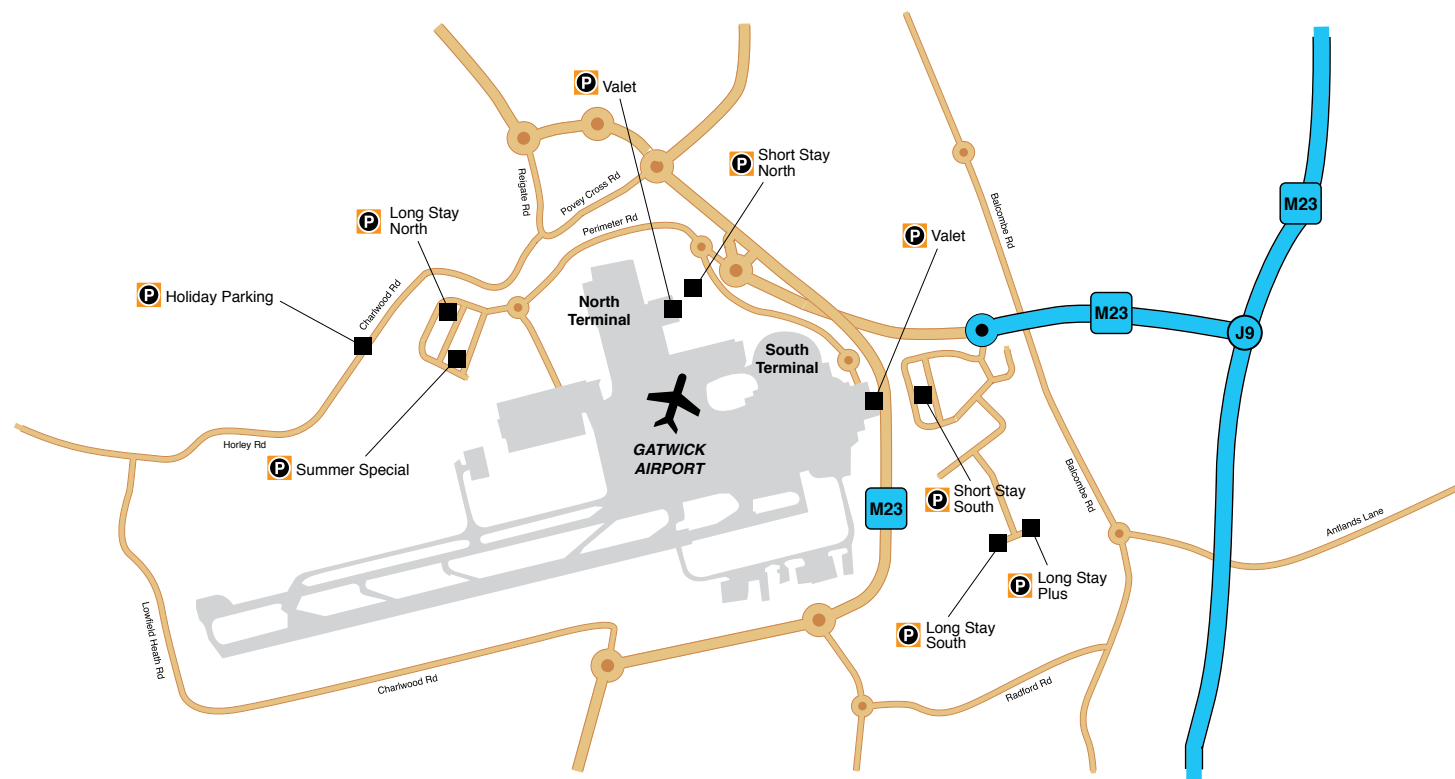 P Valet
P Short Stay
North
Reigate Rd
Povey Cross Rd
Perimeter Rd
P Long Stay
North
P Valet
Balcombe Rd
M23
P Holiday Parking
Charlwood Rd
North
Terminal
M23
J9
South
Terminal
Horley Rd
P Summer Special
GATWICK
AIRPORT
M23
P Short Stay
South
Balcombe Rd
Antlands Lane
P Long Stay
Plus
P Long Stay
South
Lowfield Heath Rd
Charlwood Rd
Radford Rd